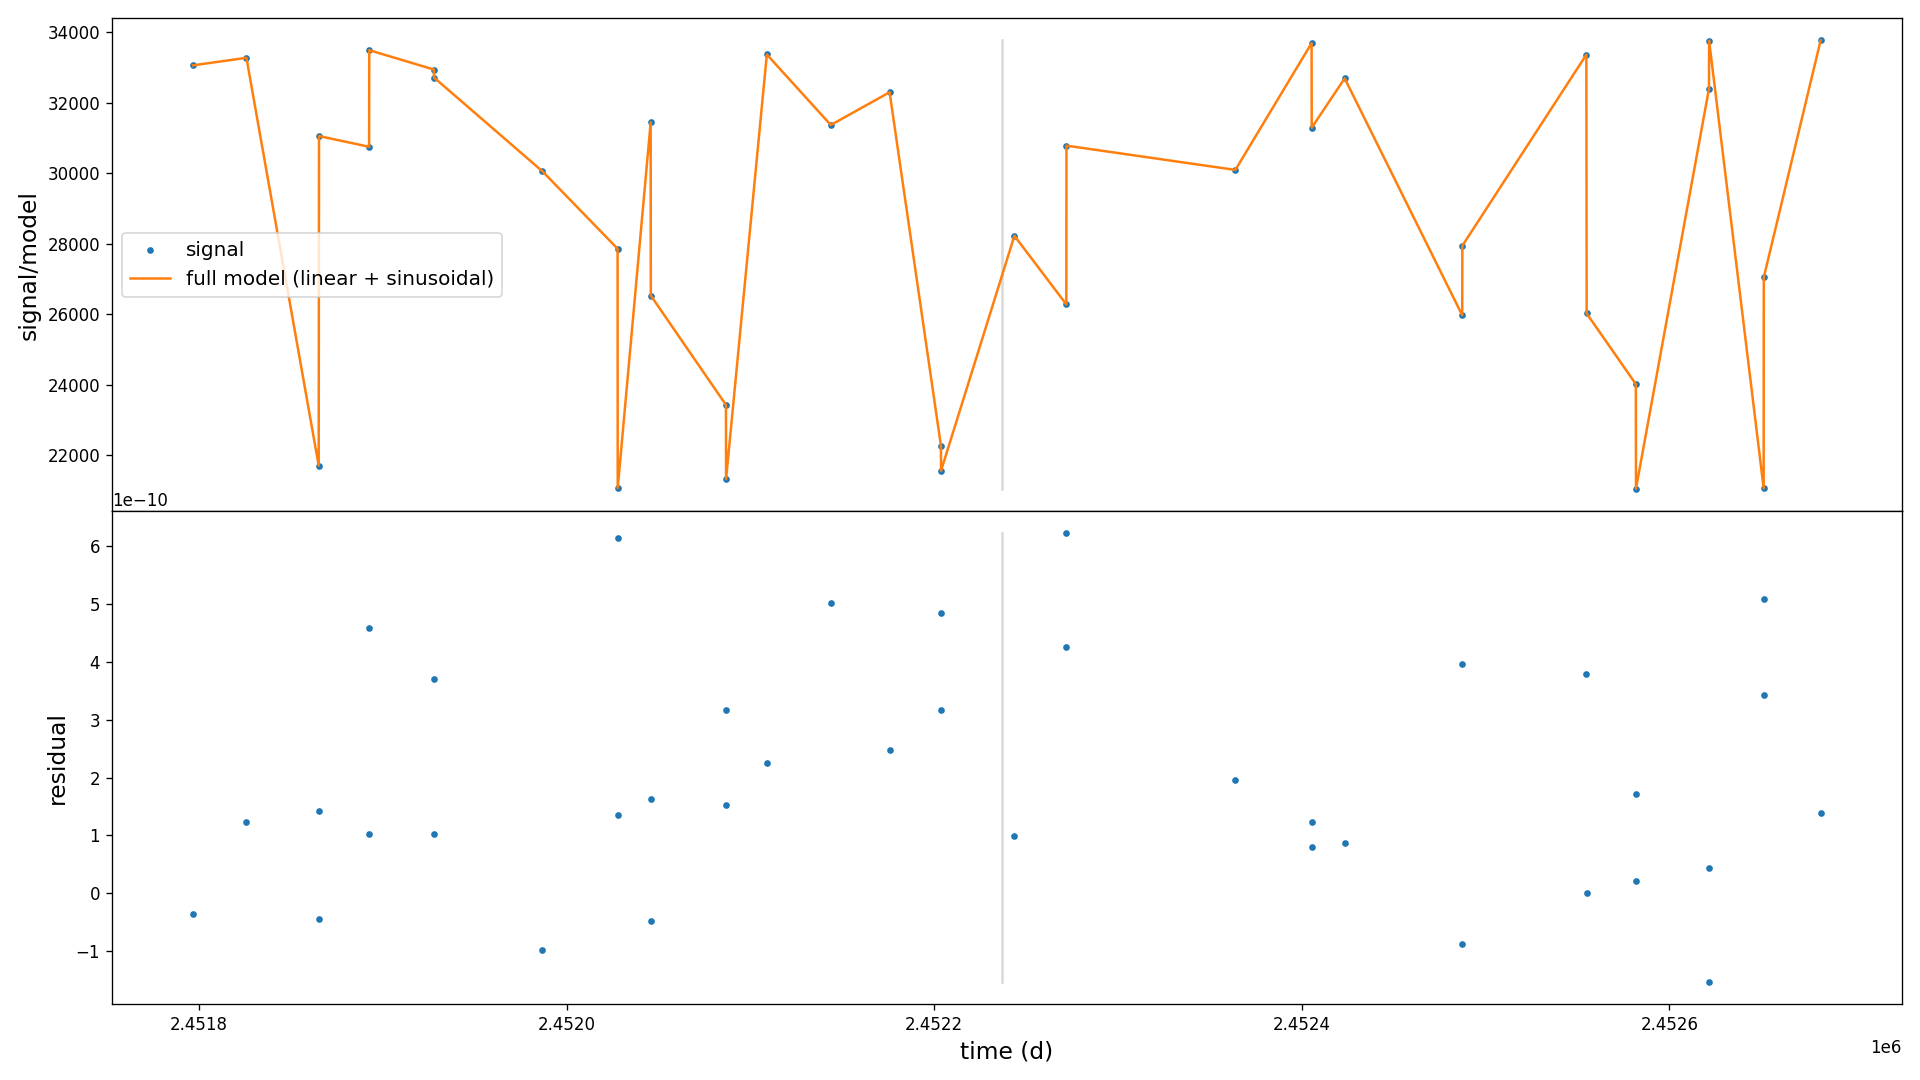 34000
32000
30000
28000
26000
24000
22000
signal/model
signal
full model (linear + sinusoidal)
1e−10
6
5
4
3
2
1
0
−1
residual
2.4518
2.4520
2.4522
2.4524
2.4526
1e6
time (d)